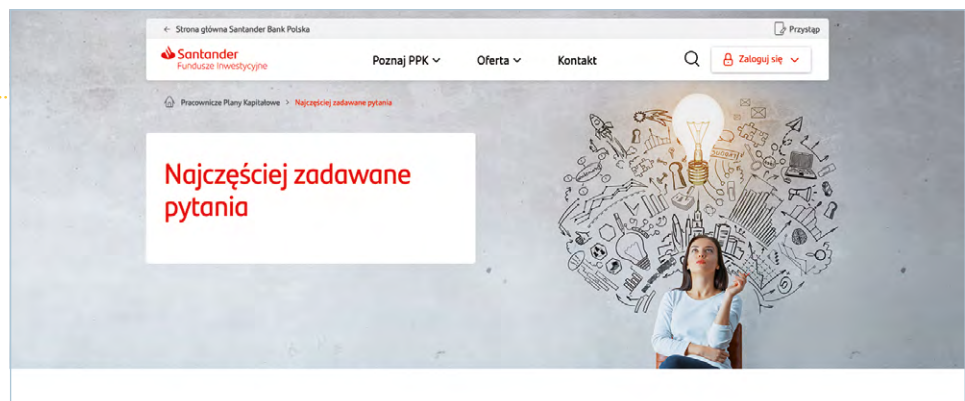 ← Strona główna Santander Bank Polska
Przystąp
Santander
Fundusze Inwestycyjne
Poznaj PPK
Oferta
Kontakt
Zaloguj się
Pracownicze Plany Kapitałowe > Najczęściej zadawane pytania
Najczęściej zadawane
pytania